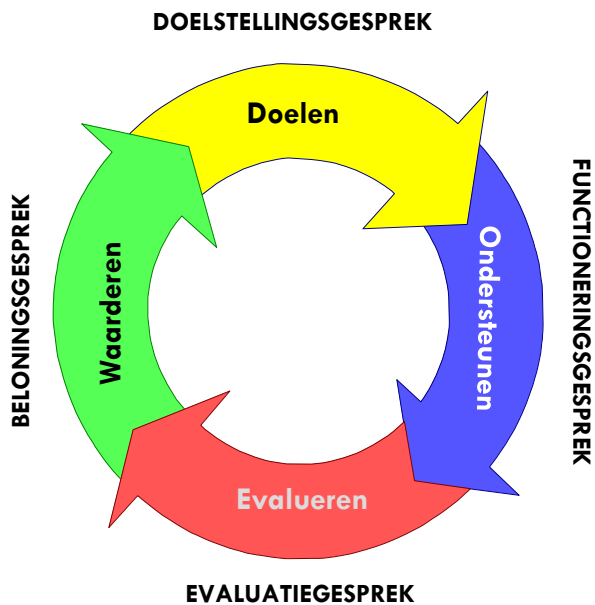 DOELSTELLINGSGESPREK
Doelen
FUNCTIONERINGSGESPREK
Ondersteunen
BELONINGSGESPREK
Waarderen
Evalueren
EVALUATIEGESPREK